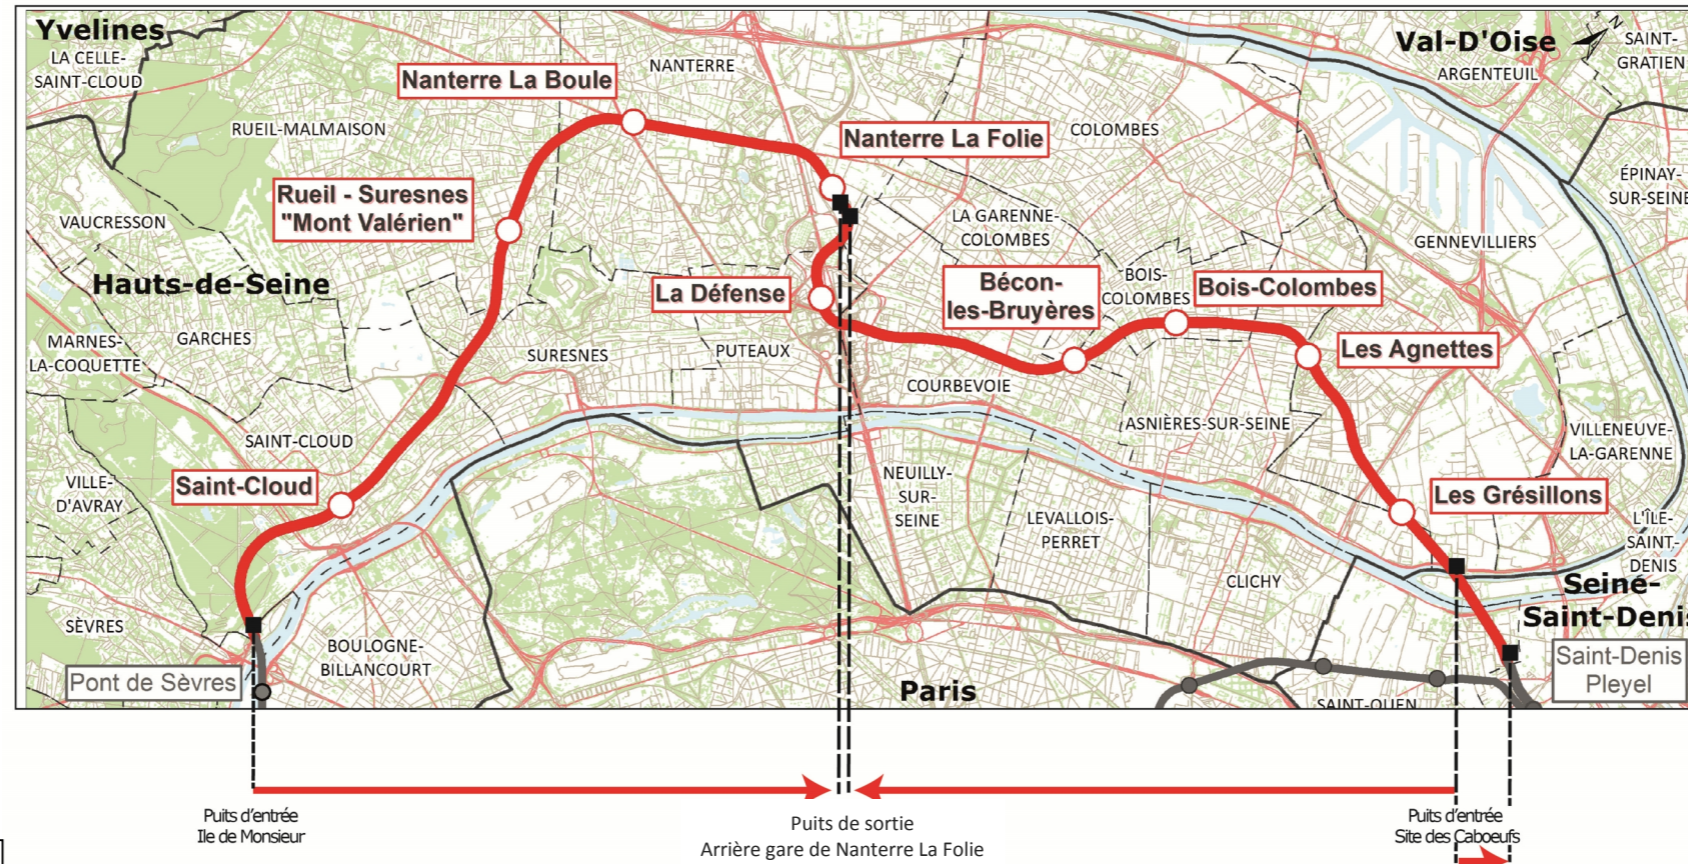 Yvelines
LA CELLE-
SAINT-CLOUD
Nanterre La Boule
NANTERRE
Val-D'Oise
N
SAINT-
GRATIEN
ARGENTEUIL
RUEIL-MALMAISON
Nanterre La Folie
COLOMBES
ÉPINAY-
SUR-SEINE
Rueil - Suresnes
"Mont Valérien"
VAUCRESSON
LA GARENNE-
COLOMBES
GENNEVILLIERS
Hauts-de-Seine
La Défense
Bécon-
les-Bruyères
BOIS-
COLOMBES
Bois-Colombes
MARNES-
LA-COQUETTE
GARCHES
SURESNES
PUTEAUX
Les Agnettes
COURBEVOIE
ASNIÈRES-SUR-SEINE
SAINT-CLOUD
VILLENEUVE-
LA-GARENNE
VILLE-
D'AVRAY
Saint-Cloud
NEUILLY-
SUR-
SEINE
LEVALLOIS-
PERRET
Les Grésillons
L'ÎLE-
SAINT-
DENIS
CLICHY
Seiné-
Saint-Denis
SÈVRES
BOULOGNE-
BILLANCOURT
Pont de Sèvres
Paris
SAINT-OUEN
Saint-Denis
Pleyel
Puits d'entrée
Ile de Monsieur
Puits de sortie
Arrière gare de Nanterre La Folie
Puits d'entrée
Site des Caboeufs